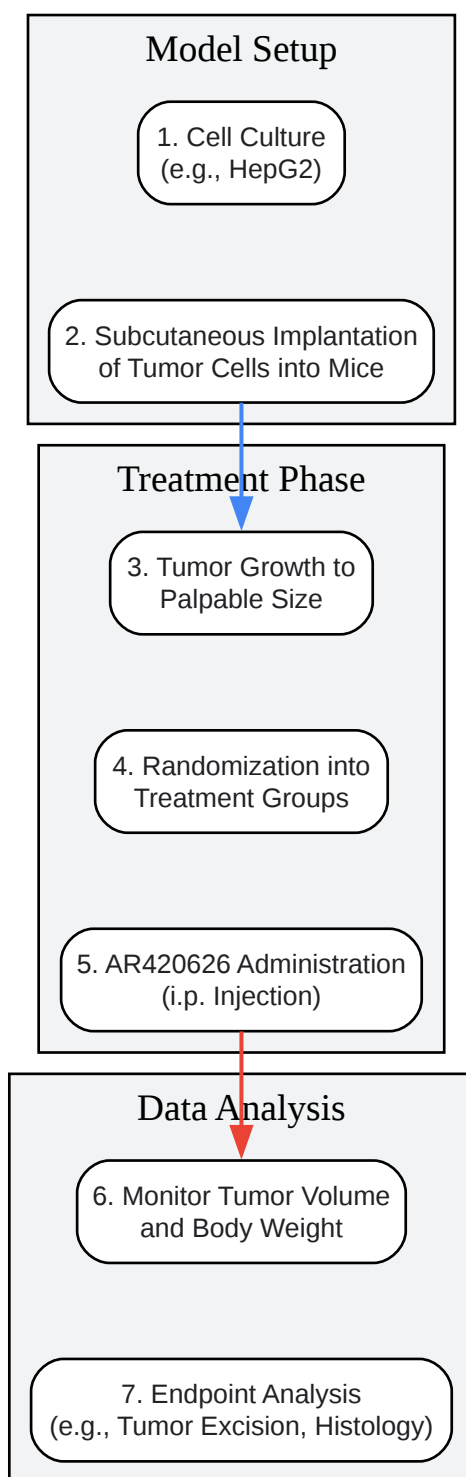 Model Setup
1. Cell Culture
(e.g., HepG2)
2. Subcutaneous Implantation
of Tumor Cells into Mice
Treatment Phase
3. Tumor Growth to
Palpable Size
4. Randomization into
Treatment Groups
5. AR420626 Administration
(i.p. Injection)
Data Analysis
6. Monitor Tumor Volume
and Body Weight
7. Endpoint Analysis
(e.g., Tumor Excision, Histology)